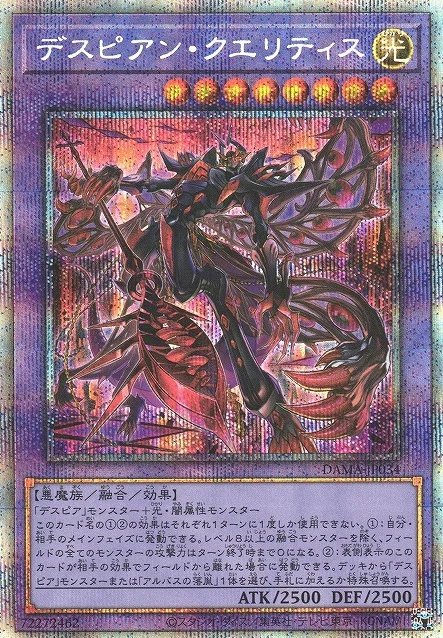 デスピアン・クエリティス
光
DAMA-JP034
【悪魔族/融合/効果】
「デスピア」モンスター+光・闇属性モンスター
このカード名の①②の効果はそれぞれ1ターンに1度しか使用できない。①:自分・
相手のメインフェイズに発動できる。レベル8以上の融合モンスターを除く、フィ
ールドの全てのモンスターの攻撃力はターン終了時まで0になる。②:表側表示のこの
カードが相手の効果でフィールドから離れた場合に発動できる。デッキから「デス
ピア」モンスターまたは「アルバスの落胤」1体を選び、手札に加えるか特殊召喚する。
ATK/2500 DEF/2500
72272462
©スタジオ・ダイス/集英社・テレビ東京・KONAMI